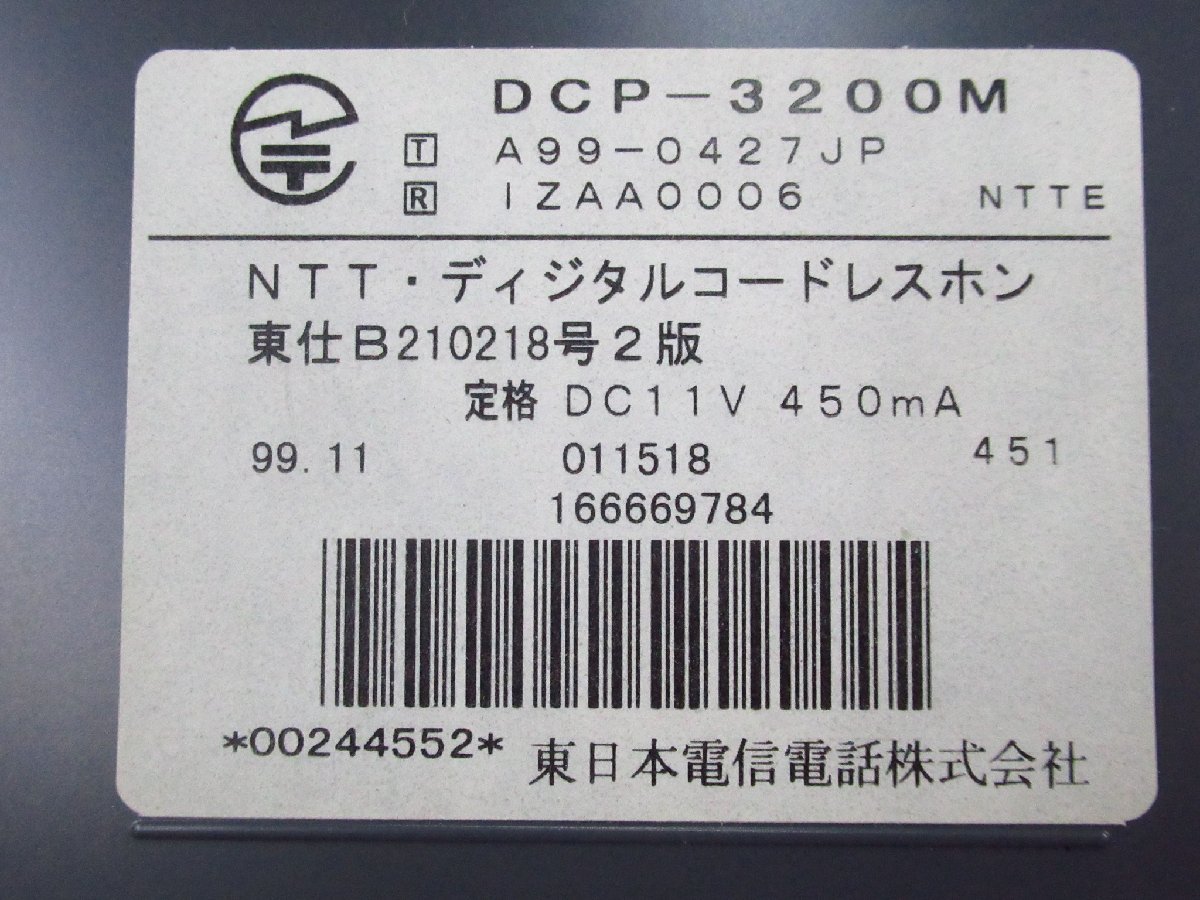 DCP-3200M
T A99-0427JP
R IZAA0006 NTTE
NTT・ディジタルコードレスホン
東仕B210218号2版
定格 DC11V 450mA
99.11 011518 451
166669784
*00244552* 東日本電信電話株式会社